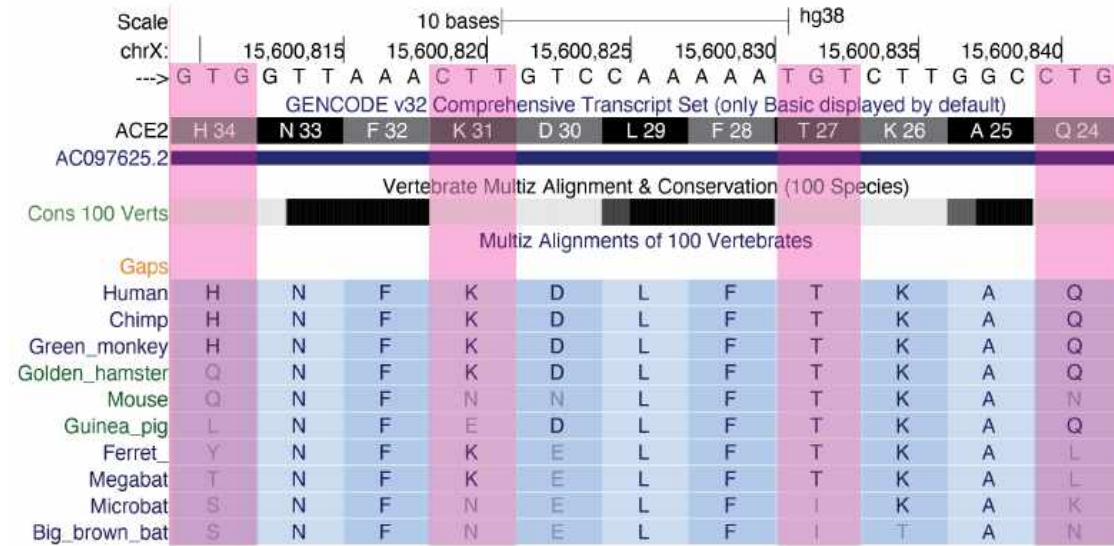 Scale 10 bases hg38
chrX: 15,600,815 15,600,820 15,600,825 15,600,830 15,600,835 15,600,840
---> G T G G T T A A A C T T G T C C A A A A A T G T C T T G G C C T G
GENCODE v32 Comprehensive Transcript Set (only Basic displayed by default)
ACE2 H 34 N 33 F 32 K 31 D 30 L 29 F 28 T 27 K 26 A 25 Q 24
AC097625.2
Vertebrate Multiz Alignment & Conservation (100 Species)
Cons 100 Verts
Multiz Alignments of 100 Vertebrates
Gaps
Human H N F K D L F T K A Q
Chimp H N F K D L F T K A Q
Green_monkey H N F K D L F T K A Q
Golden_hamster Q N F K D L F T K A Q
Mouse Q N F N N L F T K A N
Guinea_pig L N F E D L F T K A Q
Ferret_ Y N F K E L F T K A L
Megabat T N F K E L F T K A L
Microbat S N F N E L F I K A K
Big_brown_bat S N F N E L F I T A N